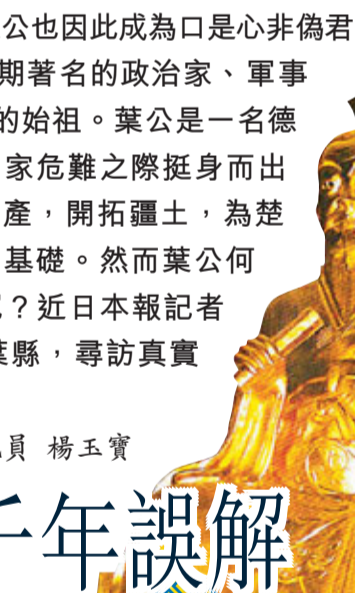 公也因此成為口是心非偽君
期著名的政治家、軍事
的始祖。葉公是一名德
家危難之際挺身而出
產，開拓疆土，為楚
基礎。然而葉公何
？近日本報記者
葉縣，尋訪真實
員 楊玉寶
千年誤解